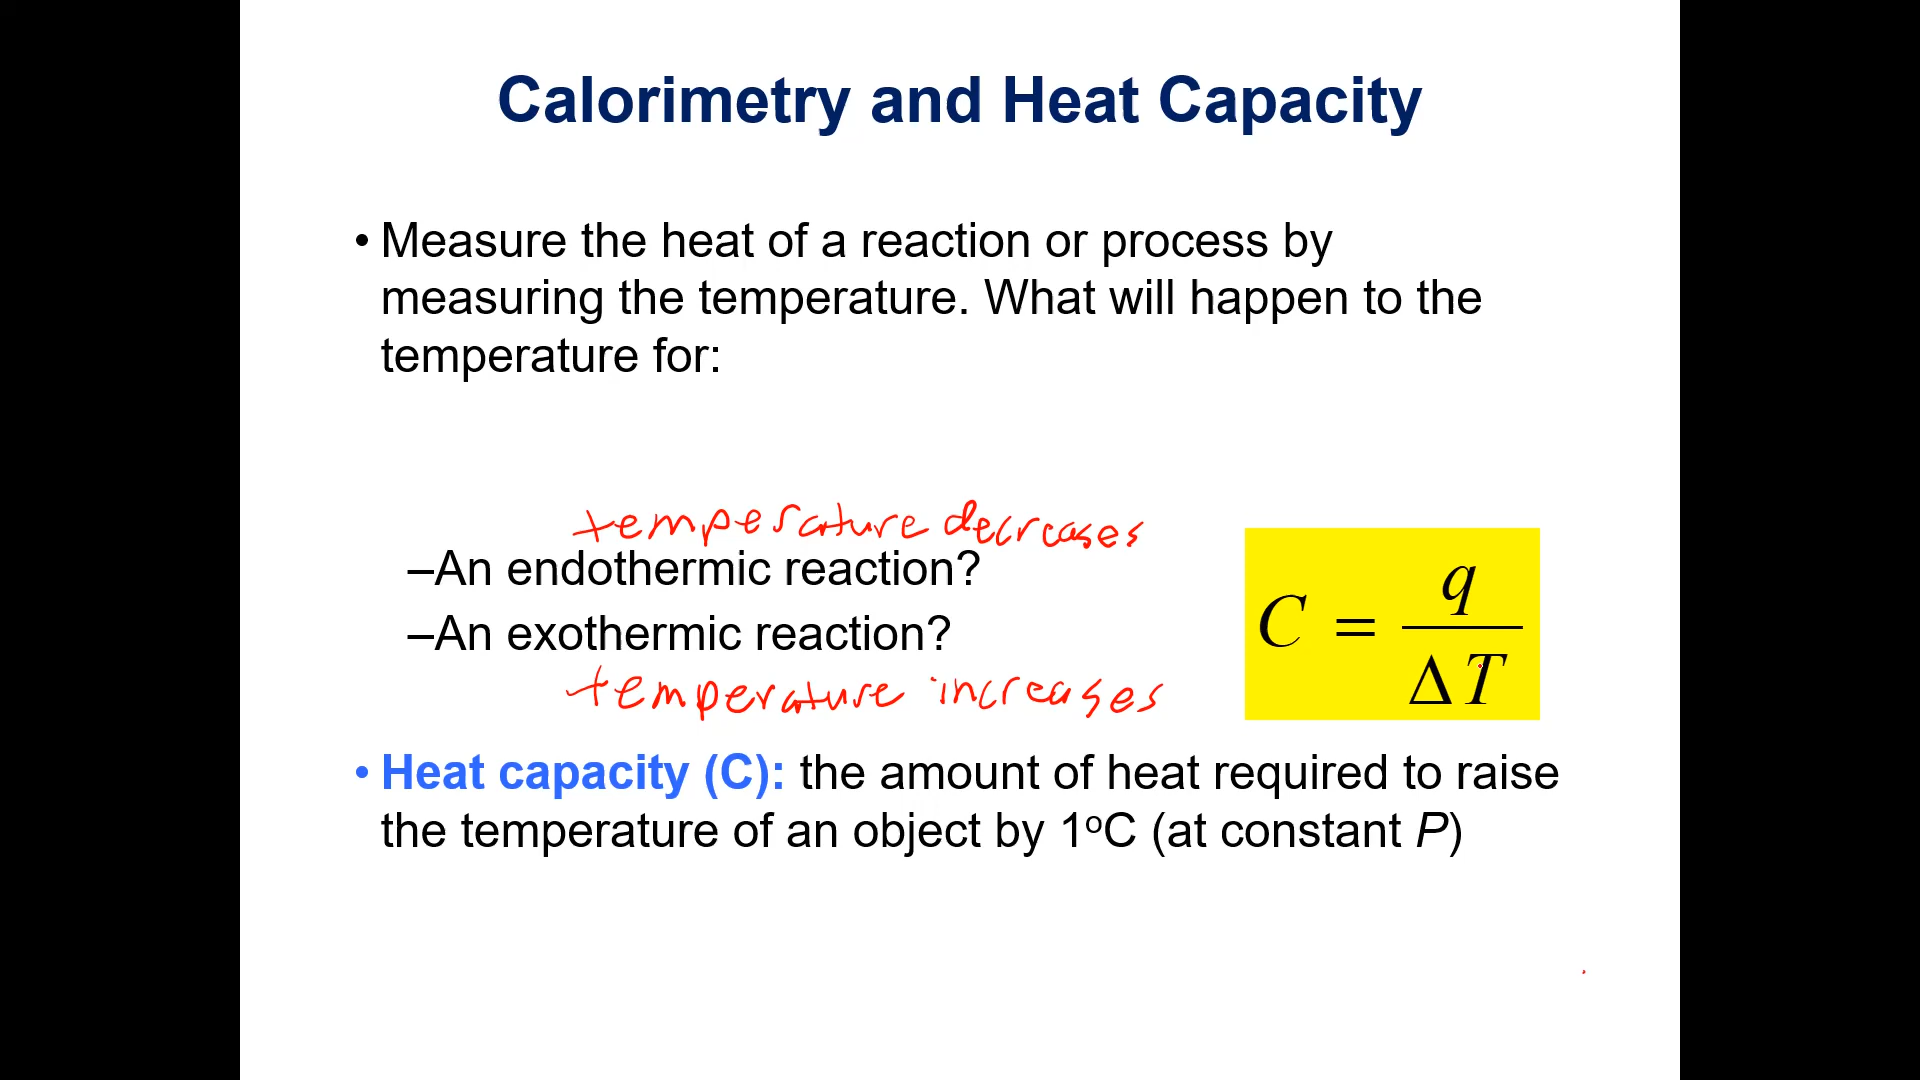 Calorimetry and Heat Capacity
• Measure the heat of a reaction or process by
measuring the temperature. What will happen to the
temperature for:
temperature decreases
–An endothermic reaction?
–An exothermic reaction?
temperature increases
C = q / ΔT
• Heat capacity (C): the amount of heat required to raise
the temperature of an object by 1ºC (at constant P)